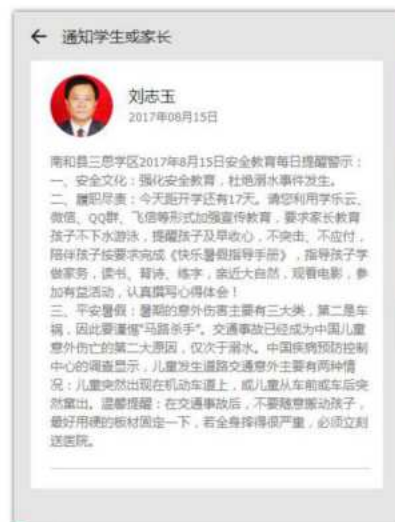 通知学生或家长
刘志玉
2017年08月15日
南和县三思学区2017年8月15日安全教育每日提醒警示：
一、安全文化：强化安全教育，杜绝溺水事件发生。
二、履职尽责：今天距开学还有17天。请您利用学乐云、
微信、QQ群、飞信等形式加强宣传教育，要求家长教育
孩子不下水游泳，提醒孩子及早收心，不突击、不应付，
陪伴孩子按要求完成《快乐暑假指导手册》，指导孩子学
做家务，读书、背诗、练字，亲近大自然，观看电影，参
加有益活动，认真撰写心得体会！
三、平安暑假：暑期的意外伤害主要有三大类，第二是车
祸，因此要谨惕“马路杀手”。交通事故已经成为中国儿童
意外伤亡的第二大原因，仅次于溺水。中国疾病预防控制
中心的调查显示，儿童发生道路交通意外主要有两种情
况：儿童突然出现在机动车道上，或儿童从车前或车后突
然窜出。温馨提醒：在交通事故后，不要随意搬动孩子，
最好用硬的板材固定一下，若全身摔得很严重，必须立刻
送医院。